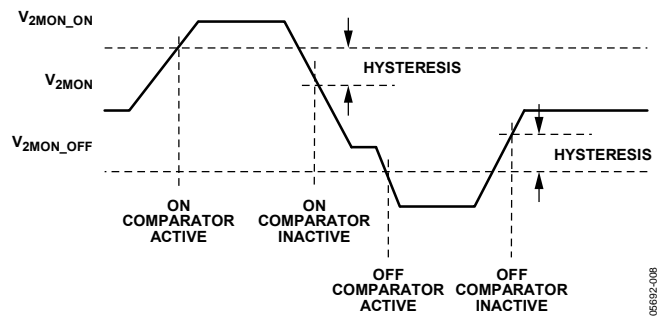 V2MON_ON
HYSTERESIS
V2MON
V2MON_OFF
HYSTERESIS
ON
COMPARATOR
ACTIVE
ON
COMPARATOR
INACTIVE
OFF
COMPARATOR
ACTIVE
OFF
COMPARATOR
INACTIVE
05692-008